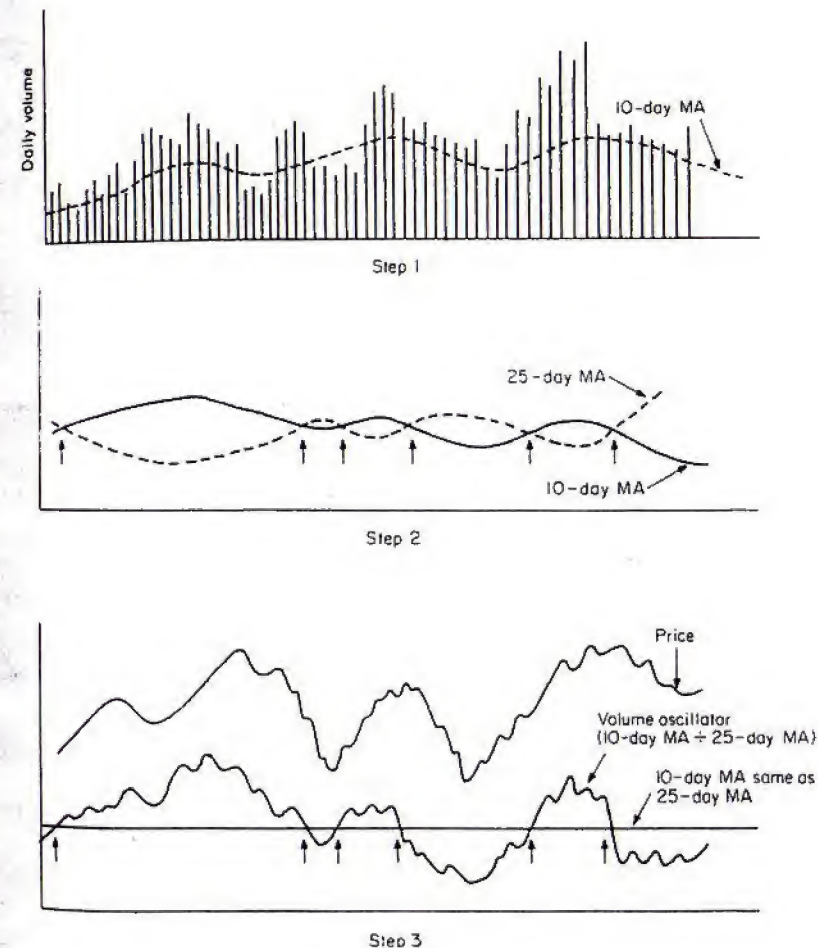 Daily volume
10-day MA
Step 1
25-day MA
10-day MA
Step 2
Price
Volume oscillator
(10-day MA ÷ 25-day MA)
10-day MA same as
25-day MA
Step 3